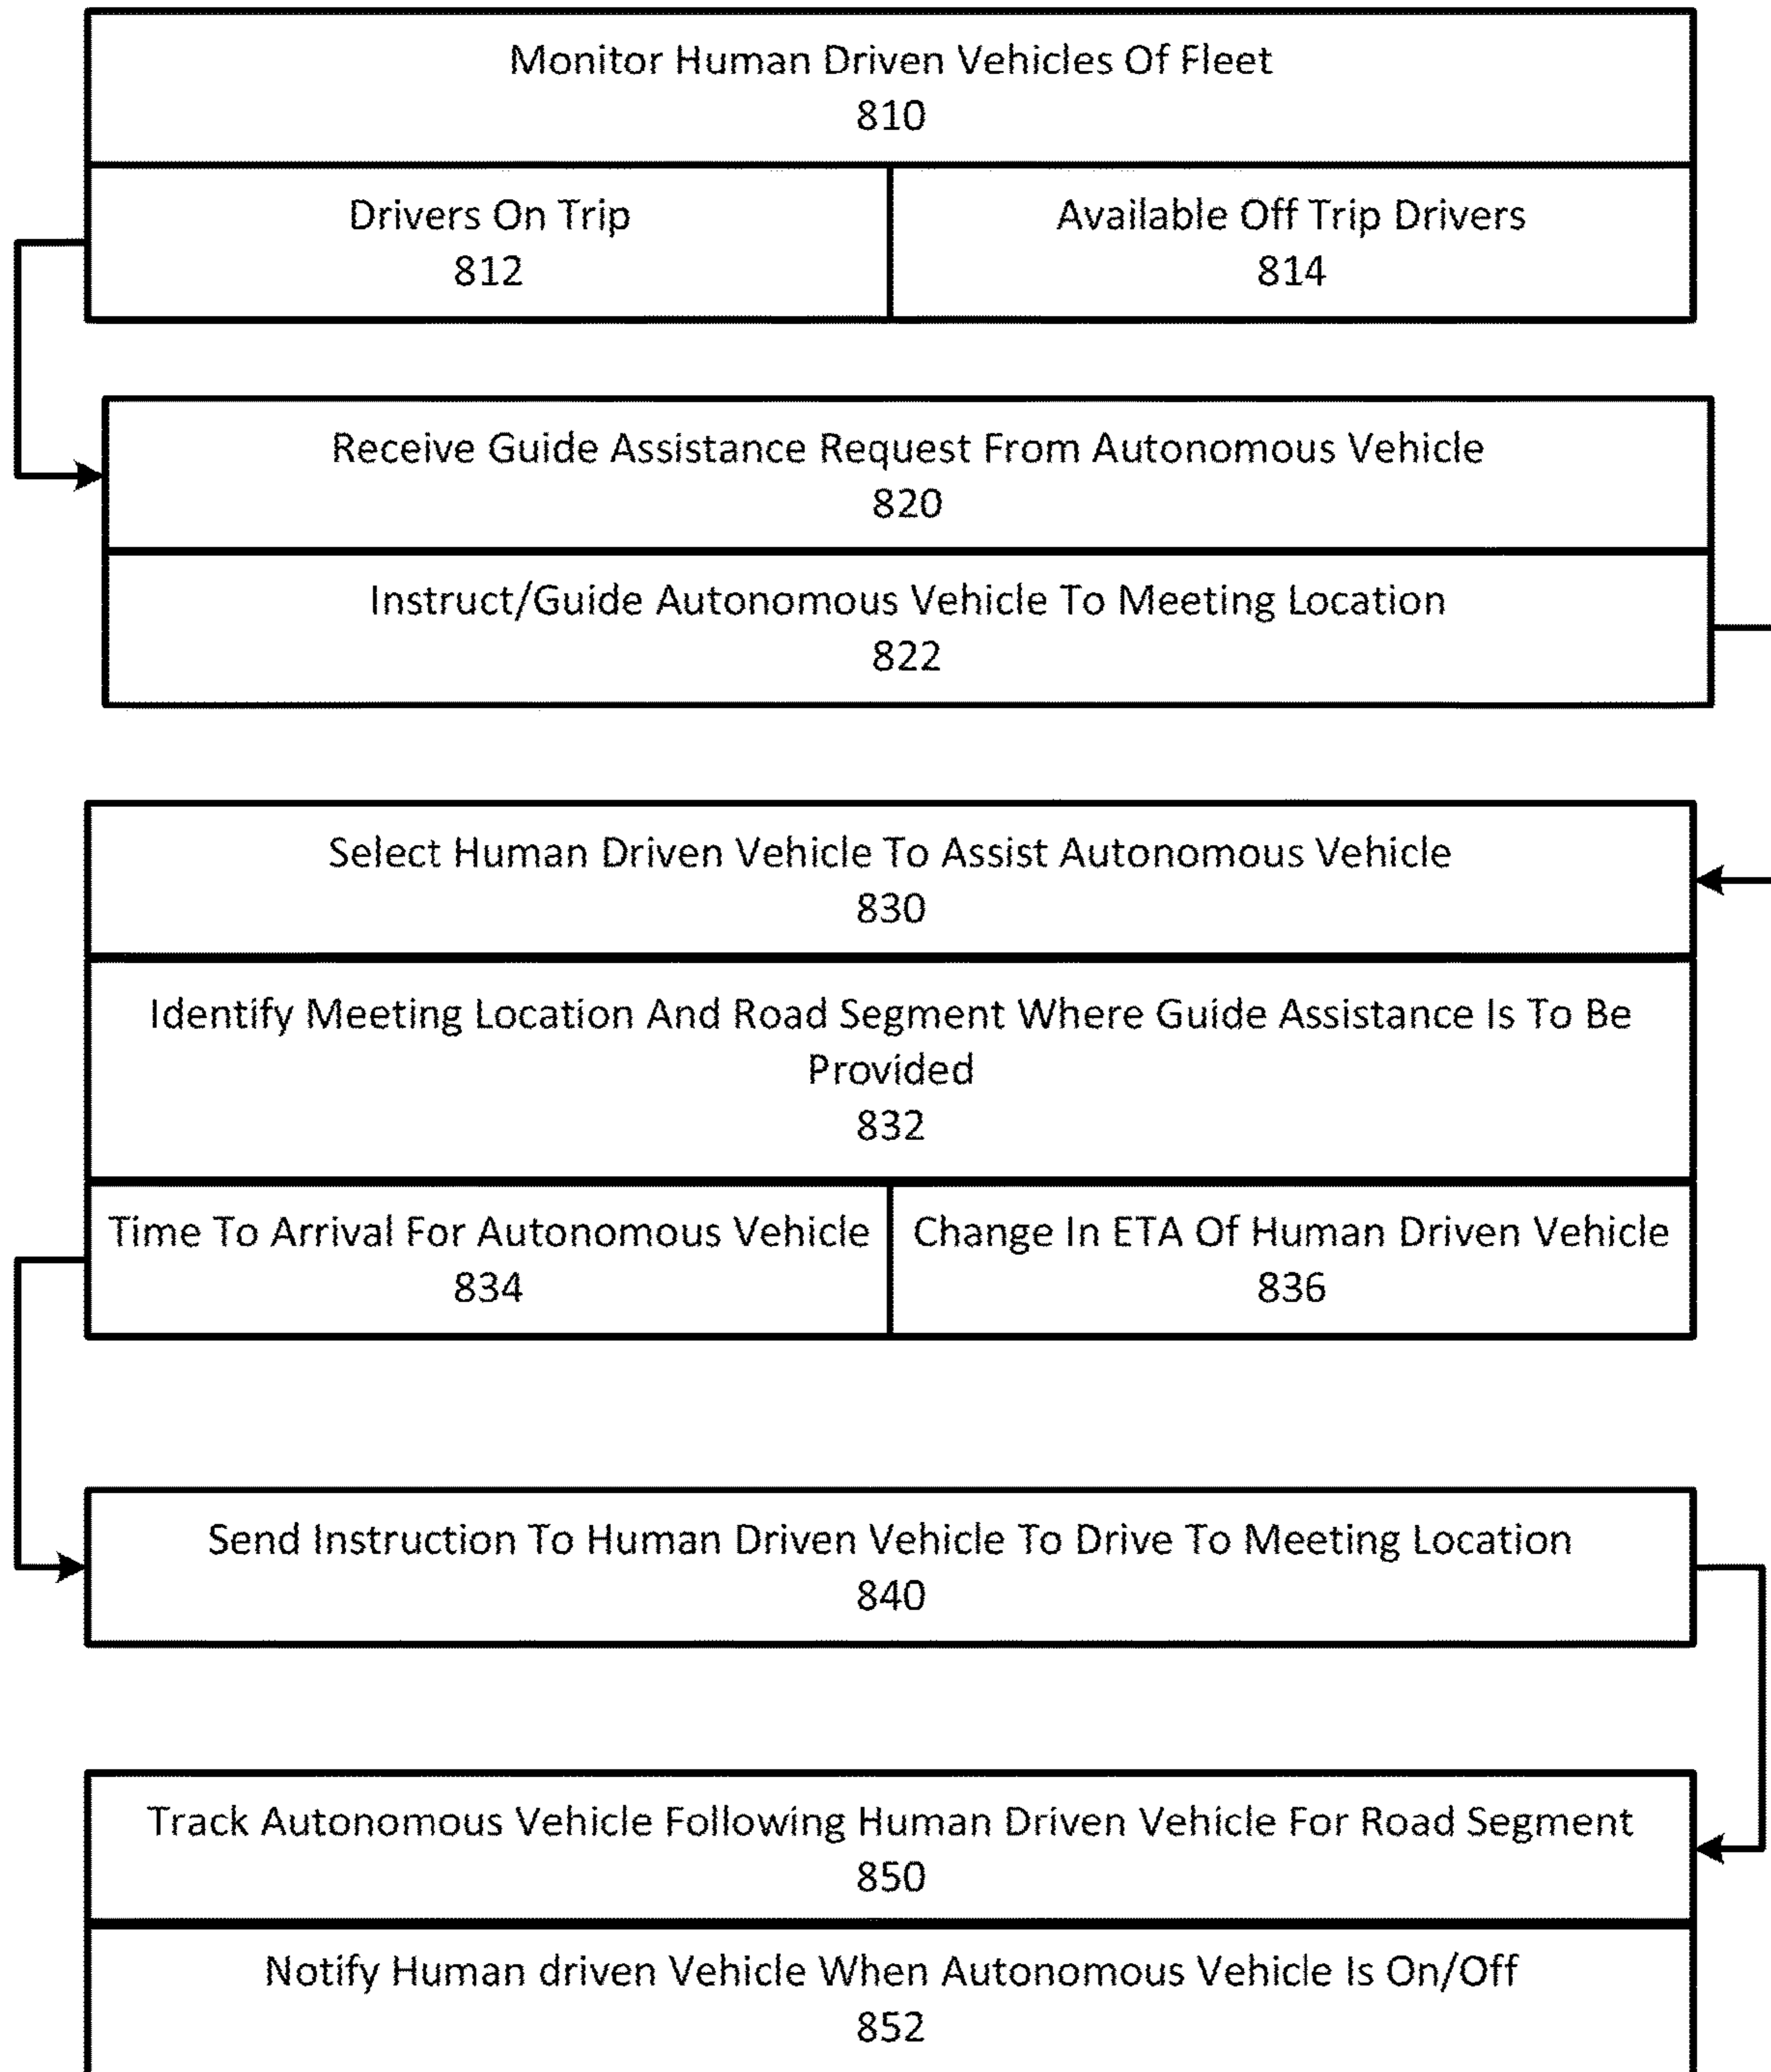 Monitor Human Driven Vehicles Of Fleet
810
Drivers On Trip
812
Available Off Trip Drivers
814
Receive Guide Assistance Request From Autonomous Vehicle
820
Instruct/Guide Autonomous Vehicle To Meeting Location
822
Select Human Driven Vehicle To Assist Autonomous Vehicle
830
Identify Meeting Location And Road Segment Where Guide Assistance Is To Be
Provided
832
Time To Arrival For Autonomous Vehicle
834
Change In ETA Of Human Driven Vehicle
836
Send Instruction To Human Driven Vehicle To Drive To Meeting Location
840
Track Autonomous Vehicle Following Human Driven Vehicle For Road Segment
850
Notify Human driven Vehicle When Autonomous Vehicle Is On/Off
852